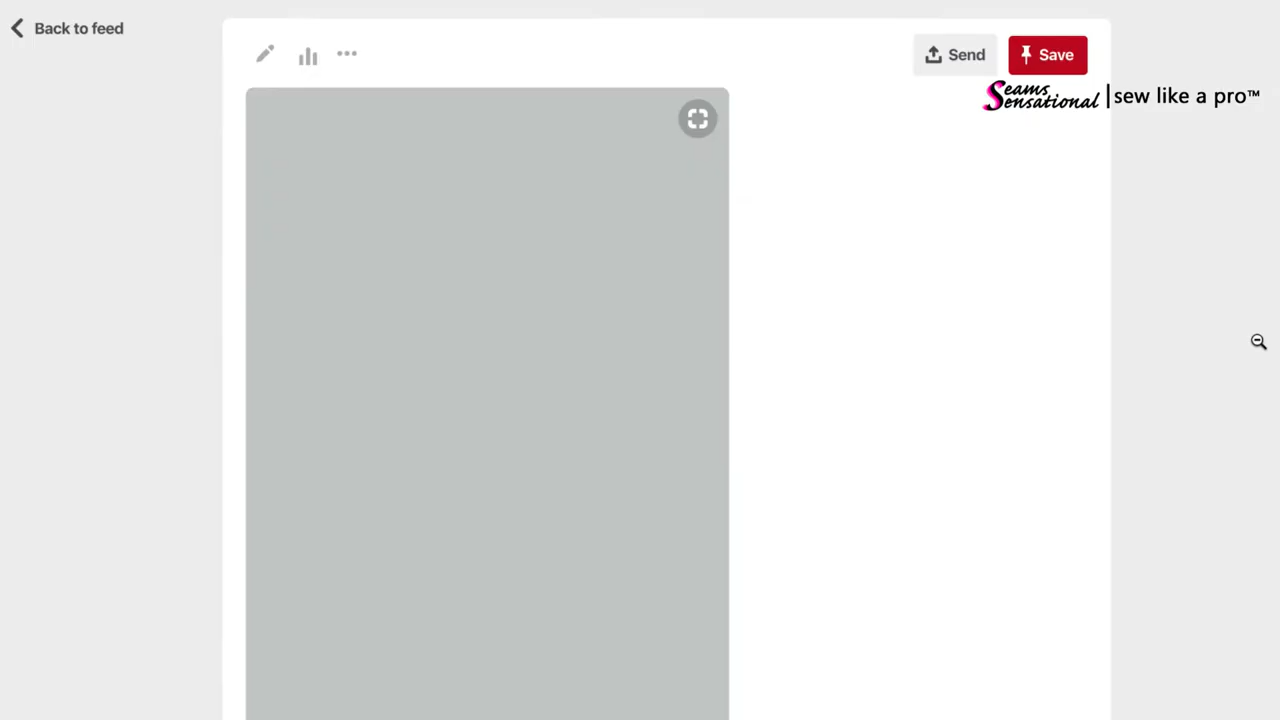 Back to feed
Send
Save
Seams
Sensational
sew like a pro™